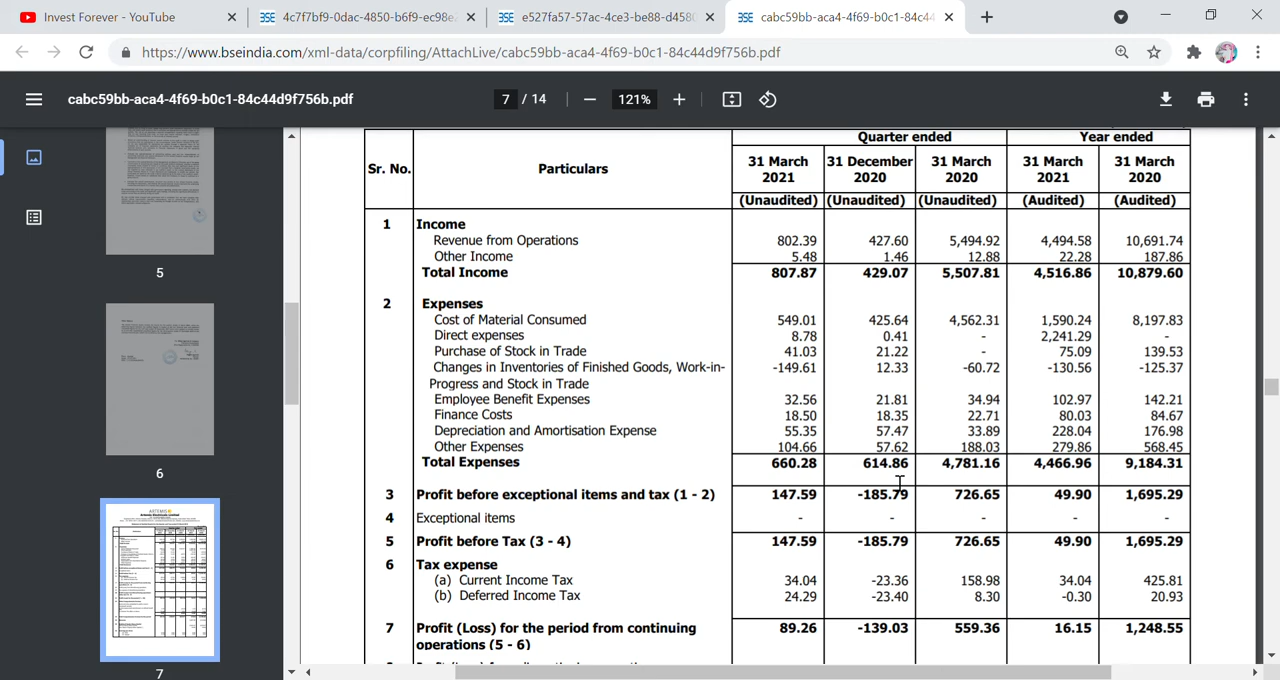 Invest Forever - YouTube
4c7f7bf9-0dac-4850-b6f9-ec98e
e527fa57-57ac-4ce3-be88-d4580
cabc59bb-aca4-4f69-b0c1-84c44
https://www.bseindia.com/xml-data/corpfiling/AttachLive/cabc59bb-aca4-4f69-b0c1-84c44d9f756b.pdf
cabc59bb-aca4-4f69-b0c1-84c44d9f756b.pdf 7 / 14 121%
Quarter ended Year ended
Sr. No. Particulars 31 March 2021 31 December 2020 31 March 2020 31 March 2021 31 March 2020
(Unaudited) (Unaudited) (Unaudited) (Audited) (Audited)
1 Income
Revenue from Operations 802.39 427.60 5,494.92 4,494.58 10,691.74
Other Income 5.48 1.46 12.88 22.28 187.86
Total Income 807.87 429.07 5,507.81 4,516.86 10,879.60
2 Expenses
Cost of Material Consumed 549.01 425.64 4,562.31 1,590.24 8,197.83
Direct expenses 8.78 0.41 - 2,241.29 -
Purchase of Stock in Trade 41.03 21.22 - 75.09 139.53
Changes in Inventories of Finished Goods, Work-in- -149.61 12.33 -60.72 -130.56 -125.37
Progress and Stock in Trade
Employee Benefit Expenses 32.56 21.81 34.94 102.97 142.21
Finance Costs 18.50 18.35 22.71 80.03 84.67
Depreciation and Amortisation Expense 55.35 57.47 33.89 228.04 176.98
Other Expenses 104.66 57.62 188.03 279.86 568.45
Total Expenses 660.28 614.86 4,781.16 4,466.96 9,184.31
3 Profit before exceptional items and tax (1 - 2) 147.59 -185.79 726.65 49.90 1,695.29
4 Exceptional items - - - - -
5 Profit before Tax (3 - 4) 147.59 -185.79 726.65 49.90 1,695.29
6 Tax expense
(a) Current Income Tax 34.04 -23.36 158.98 34.04 425.81
(b) Deferred Income Tax 24.29 -23.40 8.30 -0.30 20.93
7 Profit (Loss) for the period from continuing 89.26 -139.03 559.36 16.15 1,248.55
operations (5 - 6)
5
6
7